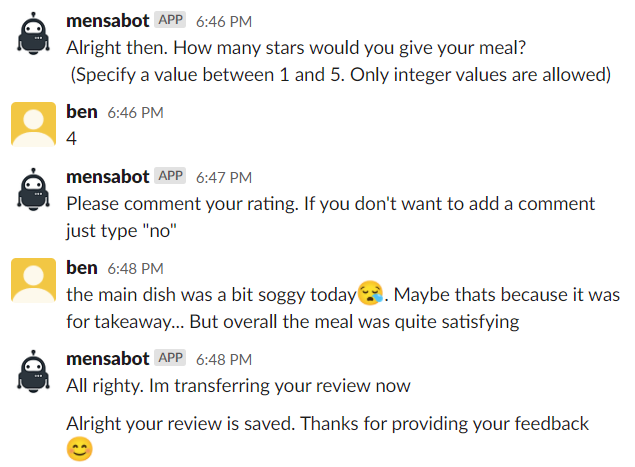 mensabot APP 6:46 PM
Alright then. How many stars would you give your meal?
(Specify a value between 1 and 5. Only integer values are allowed)
ben 6:46 PM
4
mensabot APP 6:47 PM
Please comment your rating. If you don't want to add a comment
just type "no"
ben 6:48 PM
the main dish was a bit soggy today😪. Maybe thats because it was
for takeaway... But overall the meal was quite satisfying
mensabot APP 6:48 PM
All righty. Im transferring your review now
Alright your review is saved. Thanks for providing your feedback
😊